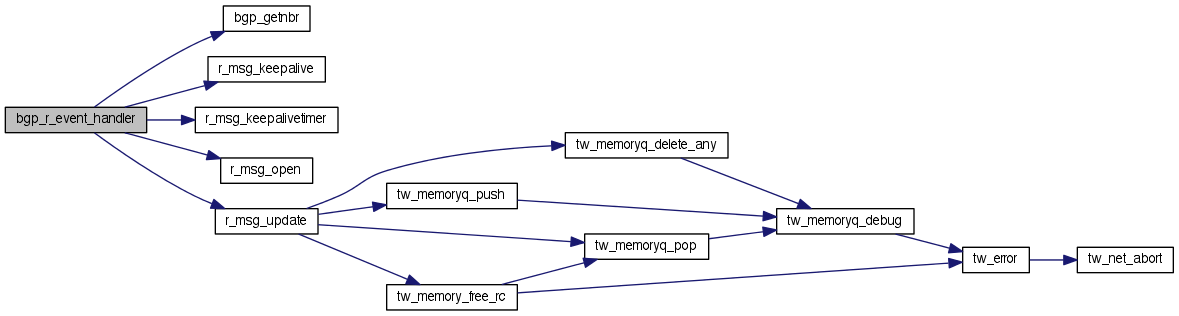 bgp_getnbr
r_msg_keepalive
bgp_r_event_handler
r_msg_keepalivetimer
tw_memoryq_delete_any
r_msg_open
tw_memoryq_push
r_msg_update
tw_memoryq_debug
tw_memoryq_pop
tw_error
tw_net_abort
tw_memory_free_rc